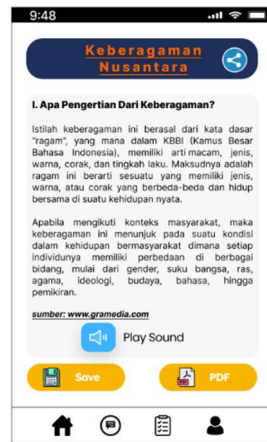 9:48
Keberagaman
Nusantara
I. Apa Pengertian Dari Keberagaman?
Istilah keberagaman ini berasal dari kata dasar
"ragam", yang mana dalam KBBI (Kamus Besar
Bahasa Indonesia), memiliki arti macam, jenis,
warna, corak, dan tingkah laku. Maksudnya adalah
ragam ini berarti sesuatu yang memiliki jenis,
warna, atau corak yang berbeda-beda dan hidup
bersama di suatu kehidupan nyata.
Apabila mengikuti konteks masyarakat, maka
keberagaman ini menunjuk pada suatu kondisi
dalam kehidupan bermasyarakat dimana setiap
individunya memiliki perbedaan di berbagai
bidang, mulai dari gender, suku bangsa, ras,
agama, ideologi, budaya, bahasa, hingga
pemikiran.
sumber: www.gramedia.com
Play Sound
Save
PDF